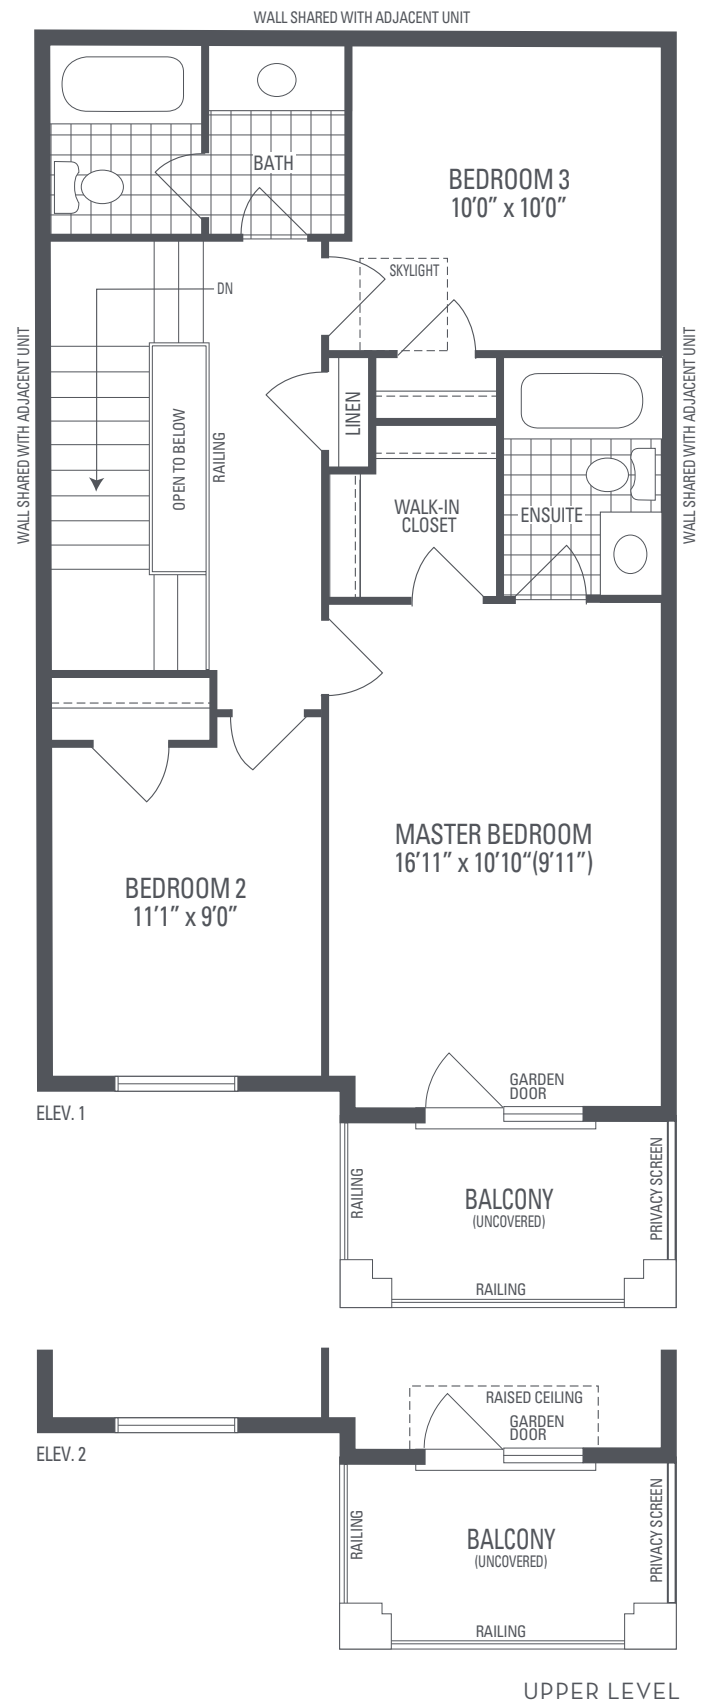 WALL SHARED WITH ADJACENT UNIT
BATH
BEDROOM 3
10'0" x 10'0"
SKYLIGHT
DN
WALL SHARED WITH ADJACENT UNIT
WALL SHARED WITH ADJACENT UNIT
OPEN TO BELOW
RAILING
LINEN
WALK-IN
CLOSET
ENSUITE
MASTER BEDROOM
16'11" x 10'10"(9'11")
BEDROOM 2
11'1" x 9'0"
GARDEN
DOOR
ELEV. 1
RAILING
BALCONY
(UNCOVERED)
PRIVACY SCREEN
RAILING
RAISED CEILING
GARDEN
DOOR
ELEV. 2
RAILING
BALCONY
(UNCOVERED)
PRIVACY SCREEN
RAILING
UPPER LEVEL